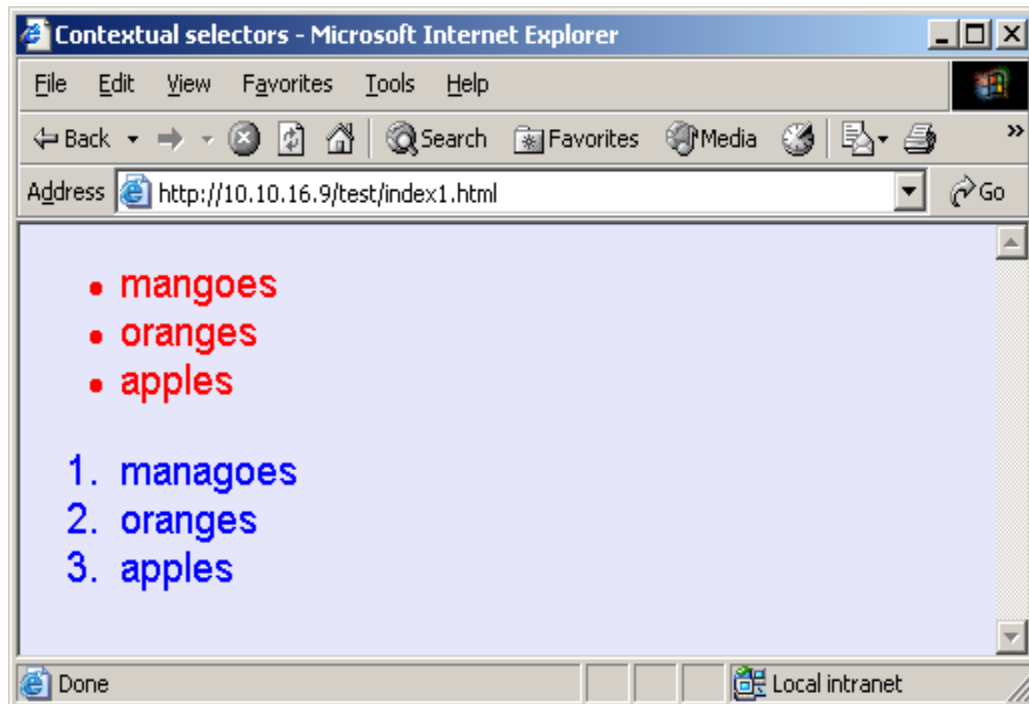 Contextual selectors - Microsoft Internet Explorer
File Edit View Favorites Tools Help
Back Search Favorites Media »
Address http://10.10.16.9/test/index1.html Go
• mangoes
• oranges
• apples
1. managoes
2. oranges
3. apples
Done Local intranet